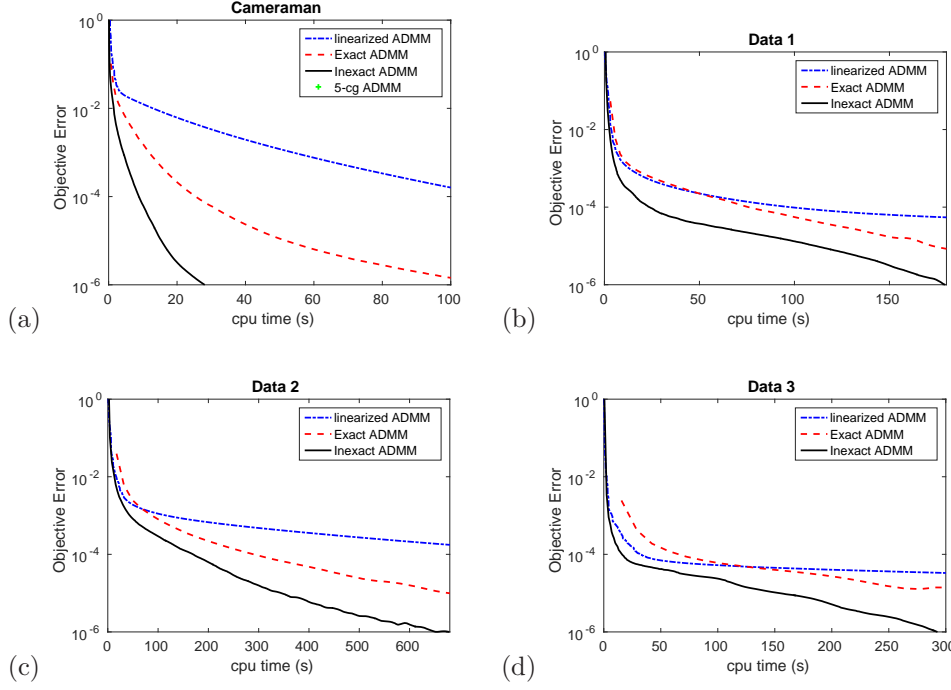 Cameraman
10^0
10^-2
10^-4
10^-6
Objective Error
0 20 40 60 80 100
cpu time (s)
linearized ADMM
Exact ADMM
Inexact ADMM
5-cg ADMM
(a)
Data 1
10^0
10^-2
10^-4
10^-6
Objective Error
0 50 100 150
cpu time (s)
linearized ADMM
Exact ADMM
Inexact ADMM
(b)
Data 2
10^0
10^-2
10^-4
10^-6
Objective Error
0 100 200 300 400 500 600
cpu time (s)
linearized ADMM
Exact ADMM
Inexact ADMM
(c)
Data 3
10^0
10^-2
10^-4
10^-6
Objective Error
0 50 100 150 200 250 300
cpu time (s)
linearized ADMM
Exact ADMM
Inexact ADMM
(d)